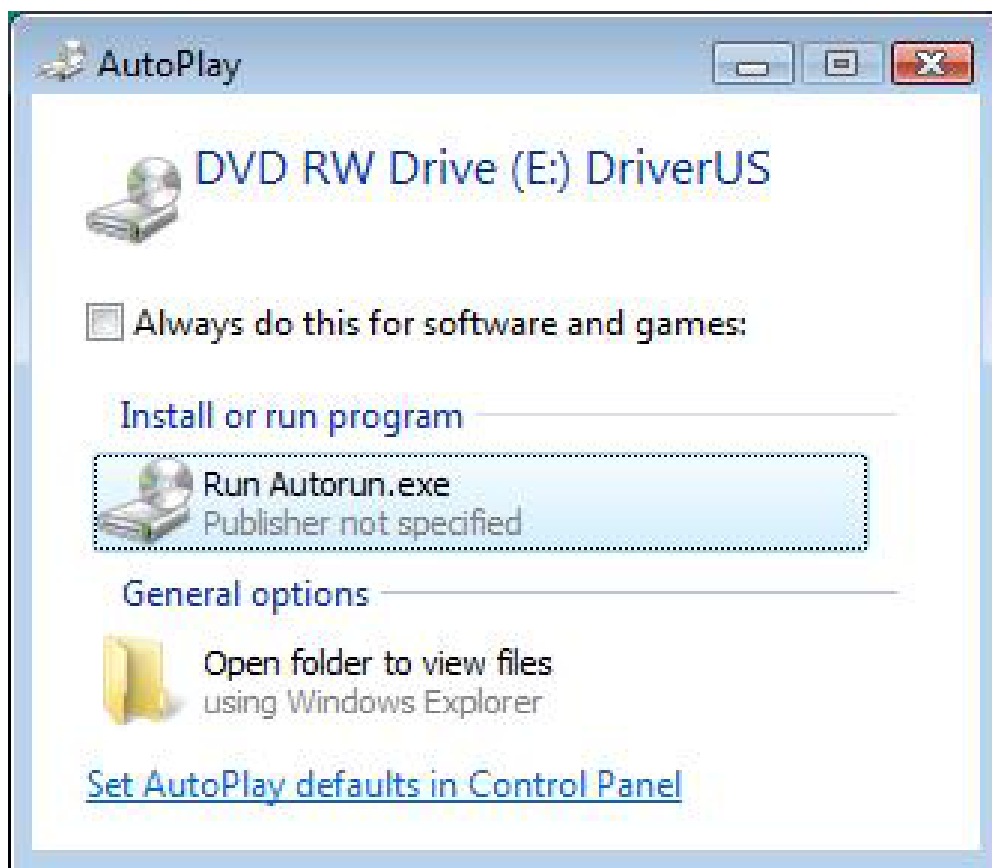 AutoPlay
DVD RW Drive (E:) DriverUS
Always do this for software and games:
Install or run program
Run Autorun.exe
Publisher not specified
General options
Open folder to view files
using Windows Explorer
Set AutoPlay defaults in Control Panel